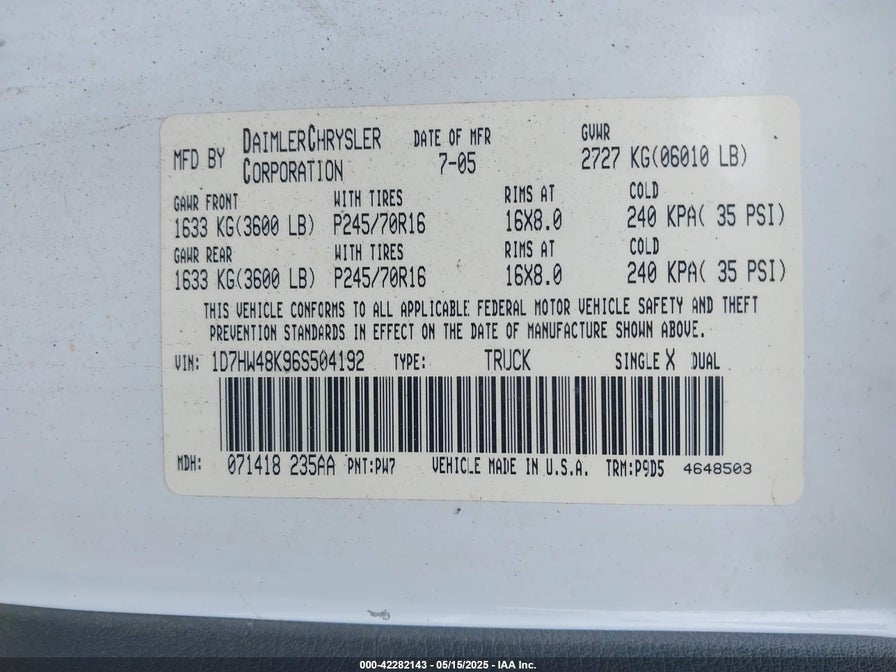 MFD BY DAIMLERCHRYSLER CORPORATION DATE OF MFR 7-05 GVWR 2727 KG(06010 LB)
GAWR FRONT WITH TIRES RIMS AT COLD
1633 KG(3600 LB) P245/70R16 16X8.0 240 KPA( 35 PSI)
GAWR REAR WITH TIRES RIMS AT COLD
1633 KG(3600 LB) P245/70R16 16X8.0 240 KPA( 35 PSI)
THIS VEHICLE CONFORMS TO ALL APPLICABLE FEDERAL MOTOR VEHICLE SAFETY AND THEFT
PREVENTION STANDARDS IN EFFECT ON THE DATE OF MANUFACTURE SHOWN ABOVE.
VIN: 1D7HW48K96S504192 TYPE: TRUCK SINGLE X DUAL
MDH: 071418 235AA PNT:PW7 VEHICLE MADE IN U.S.A. TRM:P9D5 4648503
000-42282143 - 05/15/2025 - IAA Inc.